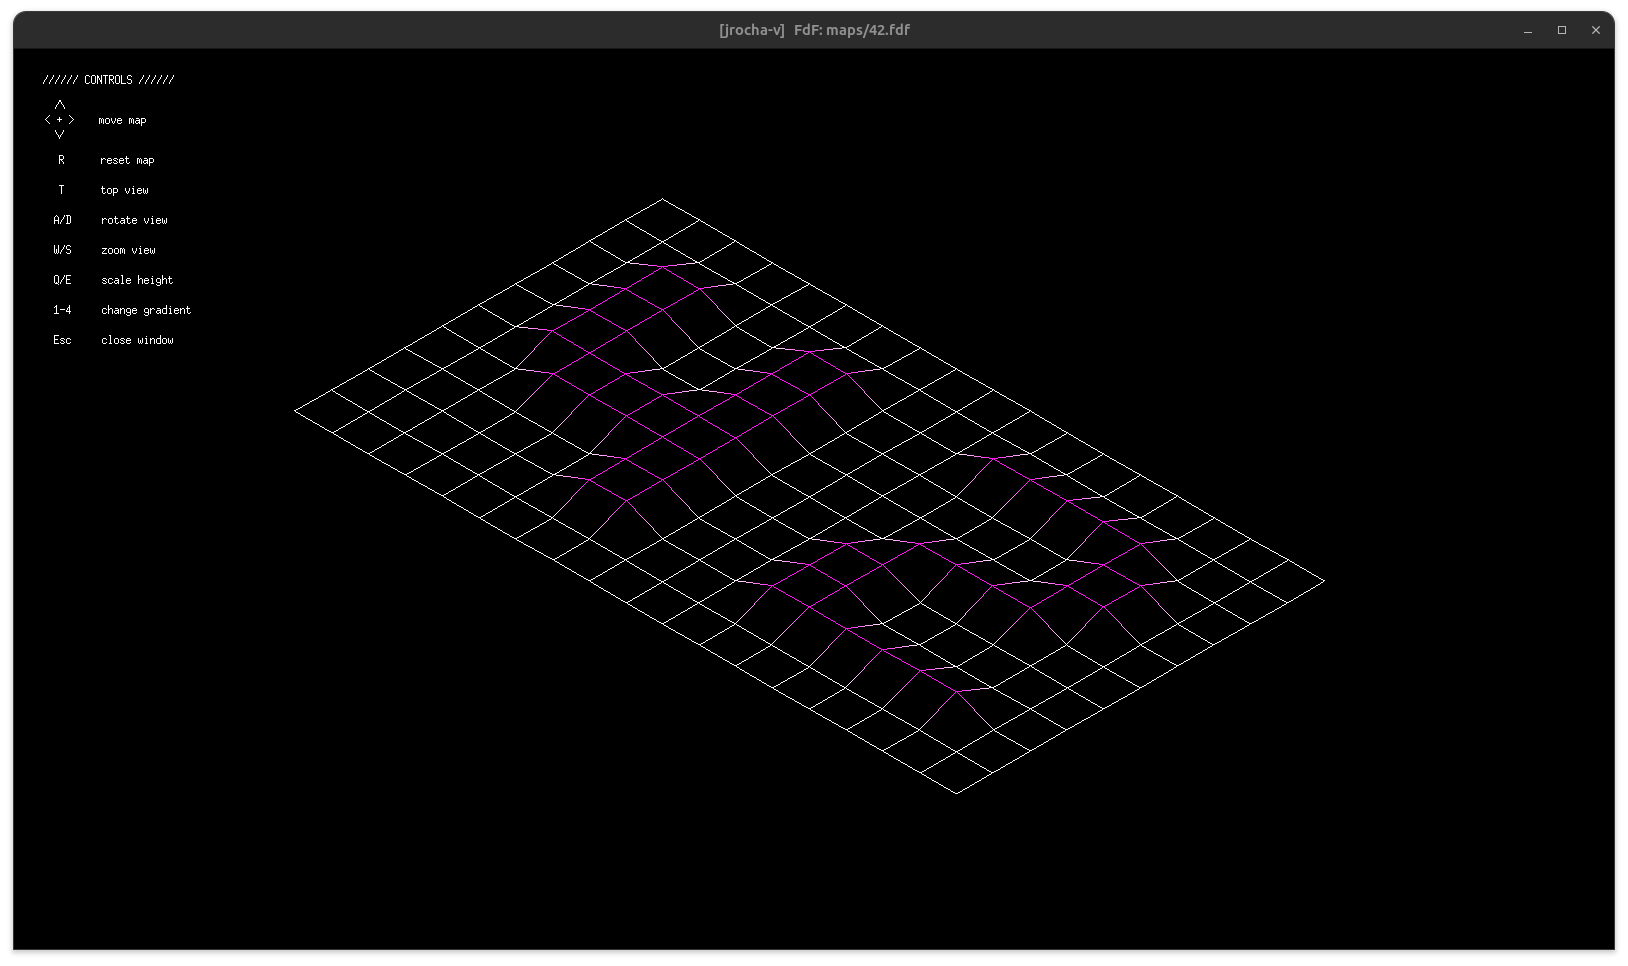 [jrocha-v] FdF: maps/42.fdf
////// CONTROLS //////
< + > move map
R reset map
T top view
A/D rotate view
W/S zoom view
Q/E scale height
1-4 change gradient
Esc close window